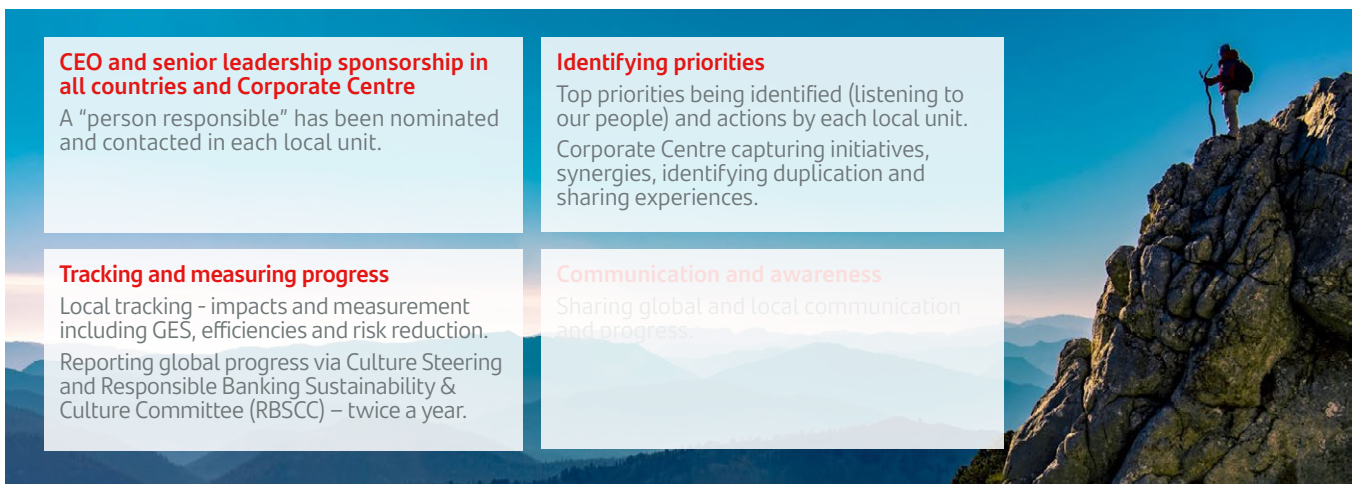 CEO and senior leadership sponsorship in
all countries and Corporate Centre
A “person responsible” has been nominated
and contacted in each local unit.
Identifying priorities
Top priorities being identified (listening to
our people) and actions by each local unit.
Corporate Centre capturing initiatives,
synergies, identifying duplication and
sharing experiences.
Tracking and measuring progress
Local tracking - impacts and measurement
including GES, efficiencies and risk reduction.
Reporting global progress via Culture Steering
and Responsible Banking Sustainability &
Culture Committee (RBSCC) – twice a year.
Communication and awareness
Sharing global and local communication
and progress.